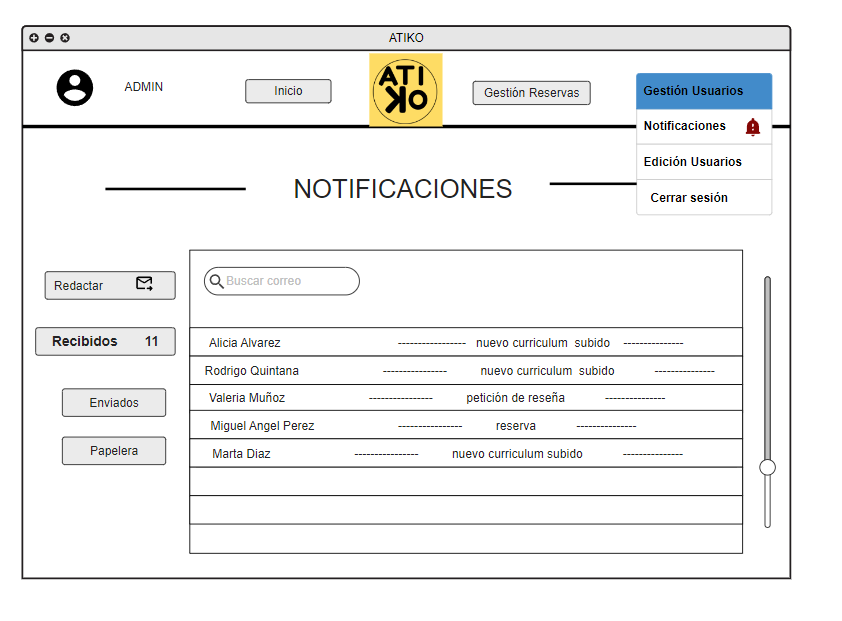 ATIKO
ADMIN
Inicio
ATI
KO
Gestión Reservas
Gestión Usuarios
Notificaciones
Edición Usuarios
Cerrar sesión
NOTIFICACIONES
Redactar
Recibidos 11
Enviados
Papelera
Buscar correo
Alicia Alvarez ----------------- nuevo curriculum subido ---------------
Rodrigo Quintana ---------------- nuevo curriculum subido ---------------
Valeria Muñoz ---------------- petición de reseña ---------------
Miguel Angel Perez ---------------- reserva ---------------
Marta Diaz ---------------- nuevo curriculum subido ---------------